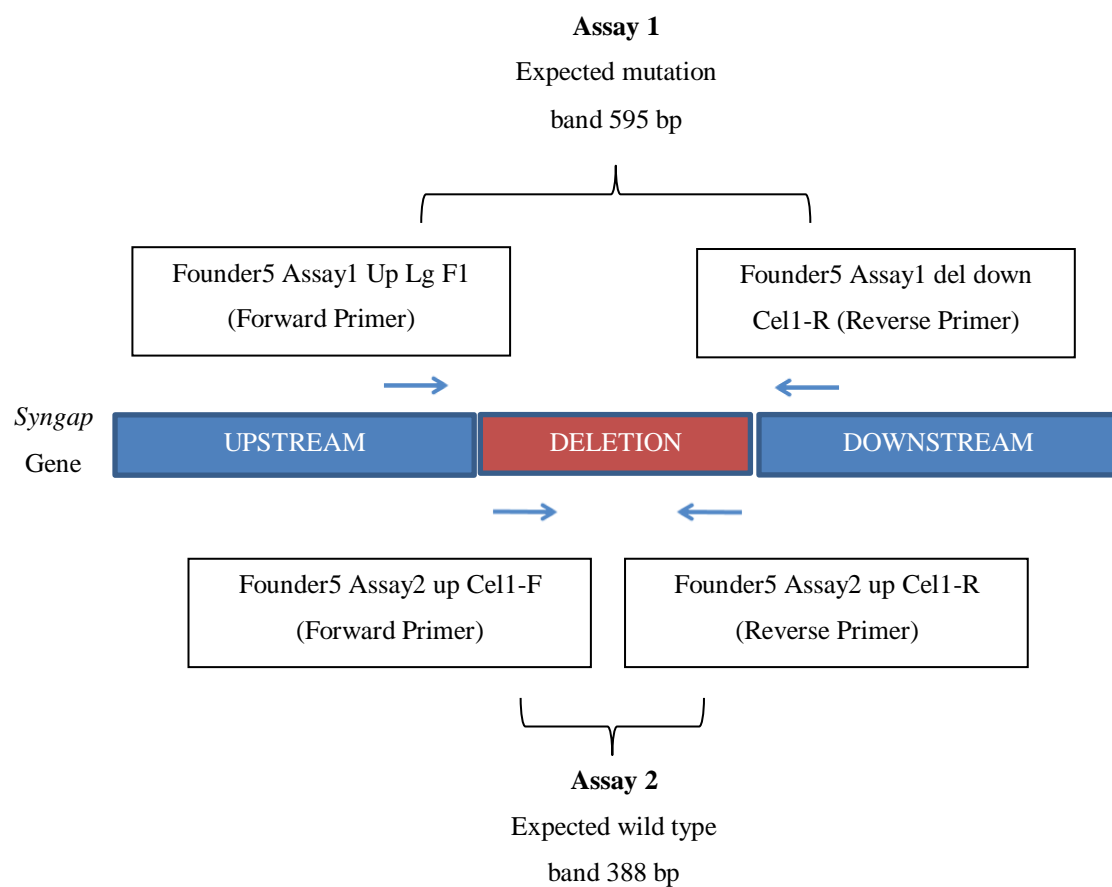 Assay 1
Expected mutation
band 595 bp
Founder5 Assay1 Up Lg F1
(Forward Primer)
Founder5 Assay1 del down
Cel1-R (Reverse Primer)
Syngap
Gene
UPSTREAM
DELETION
DOWNSTREAM
Founder5 Assay2 up Cel1-F
(Forward Primer)
Founder5 Assay2 up Cel1-R
(Reverse Primer)
Assay 2
Expected wild type
band 388 bp